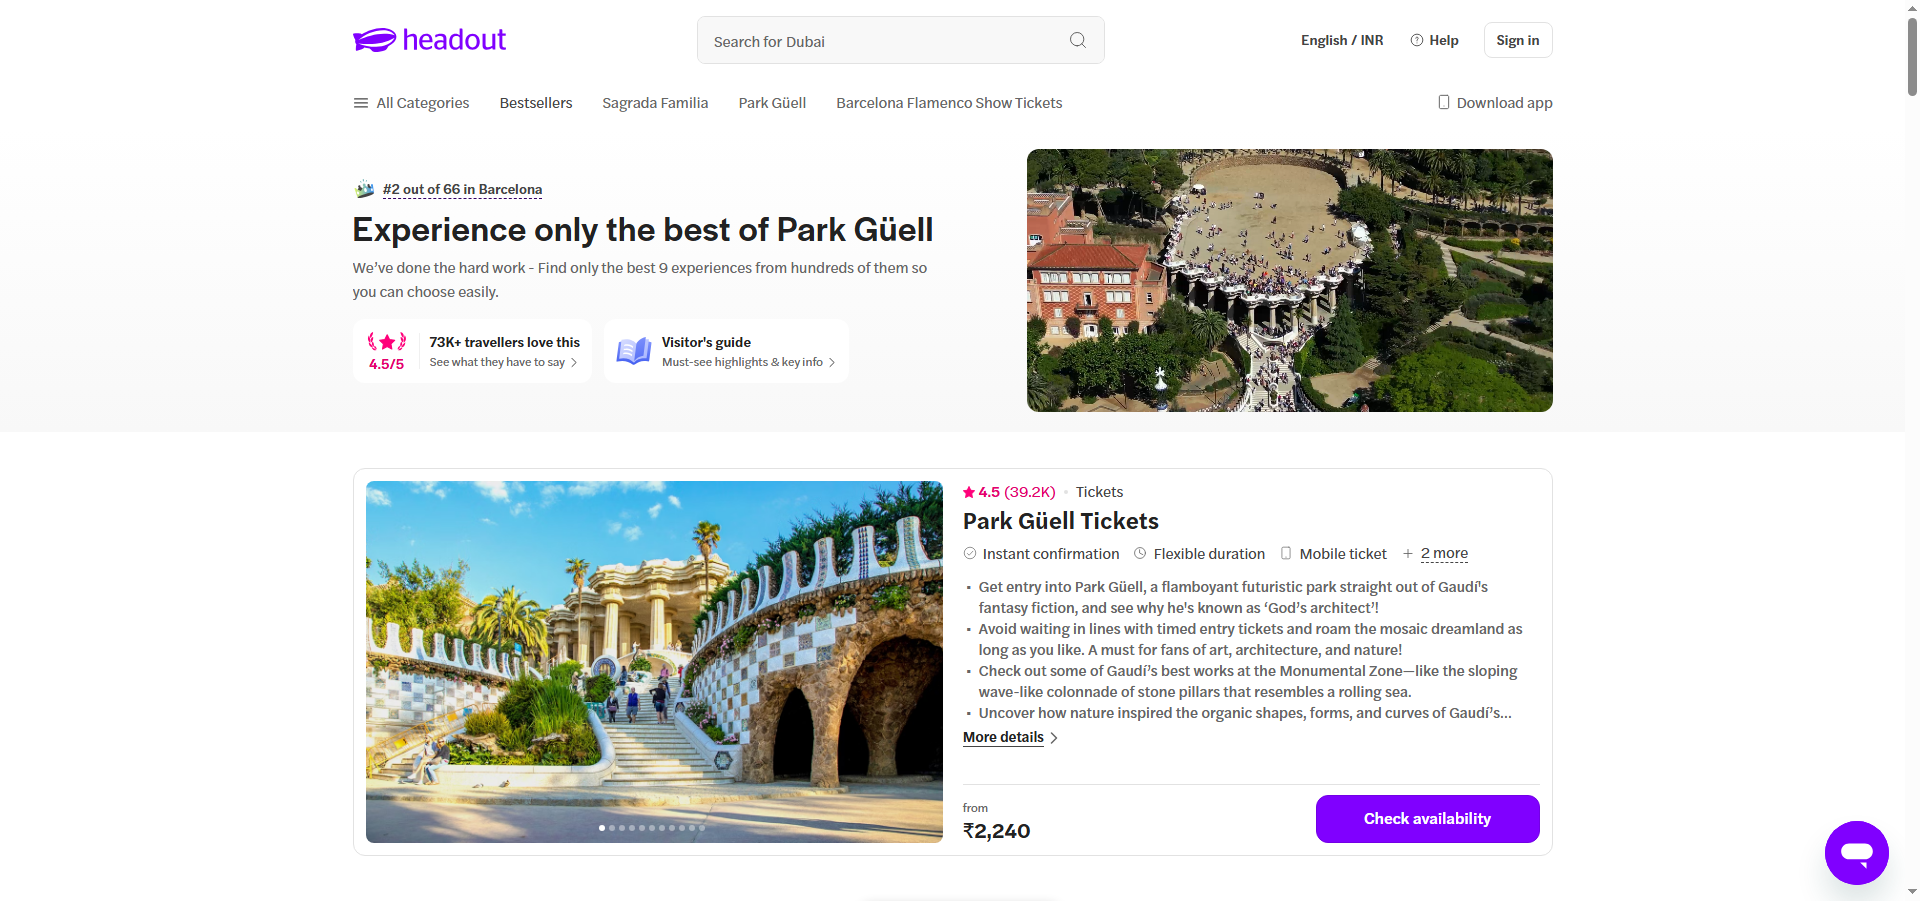 headout
Search for Dubai
English / INR
Help
Sign in
All Categories
Bestsellers
Sagrada Familia
Park Güell
Barcelona Flamenco Show Tickets
Download app
#2 out of 66 in Barcelona
Experience only the best of Park Güell
We’ve done the hard work - Find only the best 9 experiences from hundreds of them so
you can choose easily.
4.5/5
73K+ travellers love this
See what they have to say
Visitor's guide
Must-see highlights & key info
4.5 (39.2K)
Tickets
Park Güell Tickets
Instant confirmation
Flexible duration
Mobile ticket
+ 2 more
Get entry into Park Güell, a flamboyant futuristic park straight out of Gaudí's
fantasy fiction, and see why he's known as ‘God’s architect’!
Avoid waiting in lines with timed entry tickets and roam the mosaic dreamland as
long as you like. A must for fans of art, architecture, and nature!
Check out some of Gaudí’s best works at the Monumental Zone—like the sloping
wave-like colonnade of stone pillars that resembles a rolling sea.
Uncover how nature inspired the organic shapes, forms, and curves of Gaudí’s...
More details
from
₹2,240
Check availability